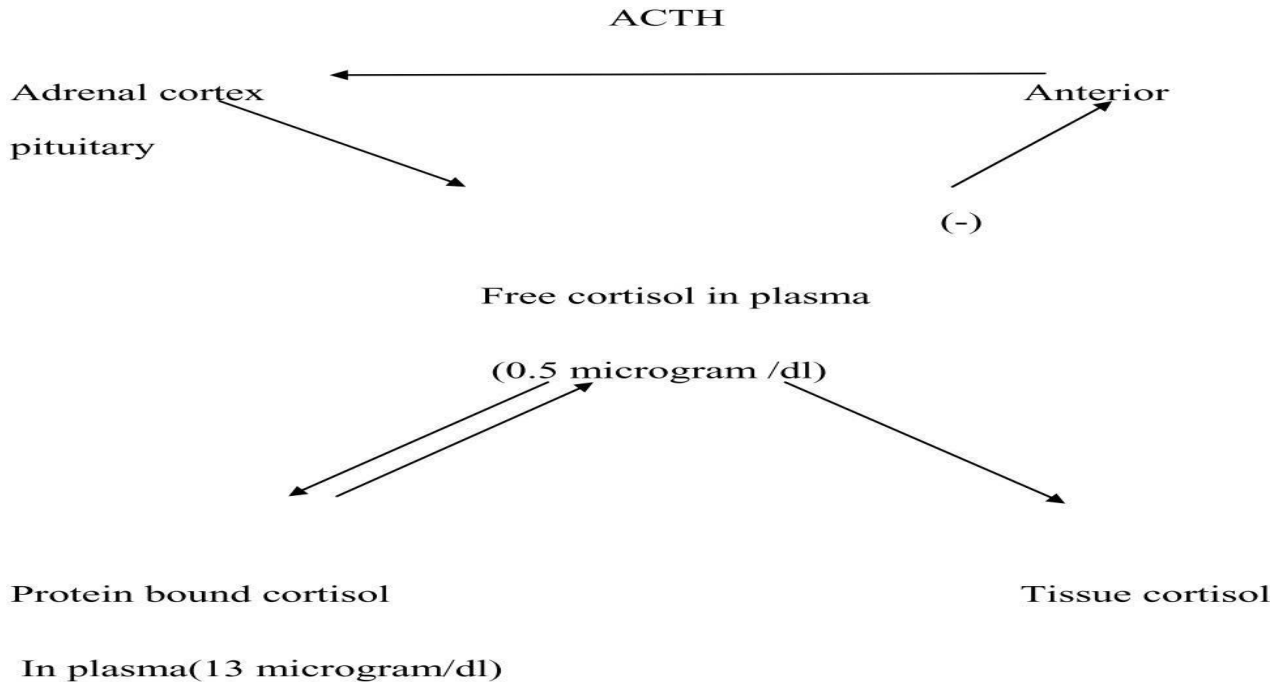 ACTH
Adrenal cortex Anterior
pituitary
(-)
Free cortisol in plasma
(0.5 microgram /dl)
Protein bound cortisol Tissue cortisol
In plasma(13 microgram/dl)